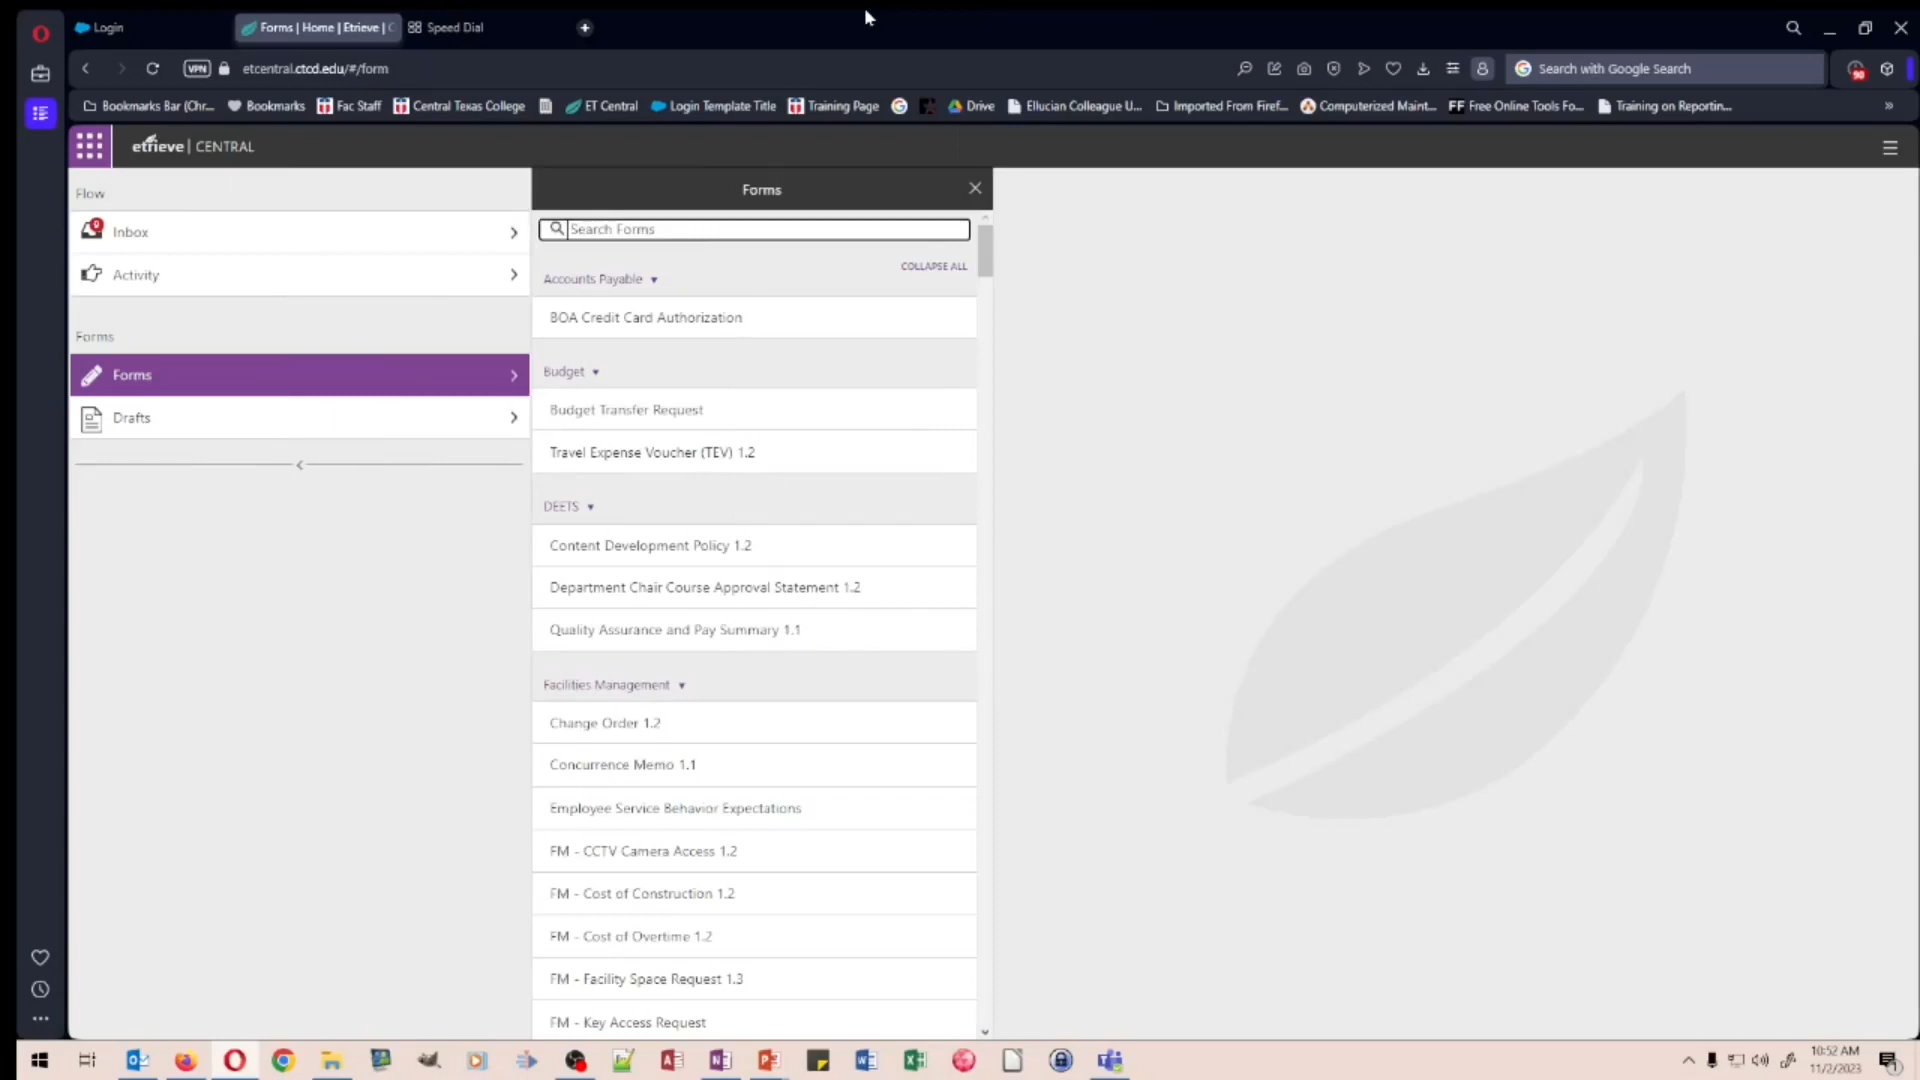 Login
Forms | Home | Etrieve | C
Speed Dial
VPN
etcentral.ctcd.edu/#/form
Search with Google Search
90
Bookmarks Bar (Chr...
Bookmarks
Fac Staff
Central Texas College
ET Central
Login Template Title
Training Page
Drive
Ellucian Colleague U...
Imported From Firef...
Computerized Maint...
FF Free Online Tools Fo...
Training on Reportin...
etrieve | CENTRAL
Flow
Inbox
Activity
Forms
Forms
Drafts
Forms
Search Forms
COLLAPSE ALL
Accounts Payable
BOA Credit Card Authorization
Budget
Budget Transfer Request
Travel Expense Voucher (TEV) 1.2
DEETS
Content Development Policy 1.2
Department Chair Course Approval Statement 1.2
Quality Assurance and Pay Summary 1.1
Facilities Management
Change Order 1.2
Concurrence Memo 1.1
Employee Service Behavior Expectations
FM - CCTV Camera Access 1.2
FM - Cost of Construction 1.2
FM - Cost of Overtime 1.2
FM - Facility Space Request 1.3
FM - Key Access Request
10:52 AM
11/2/2023